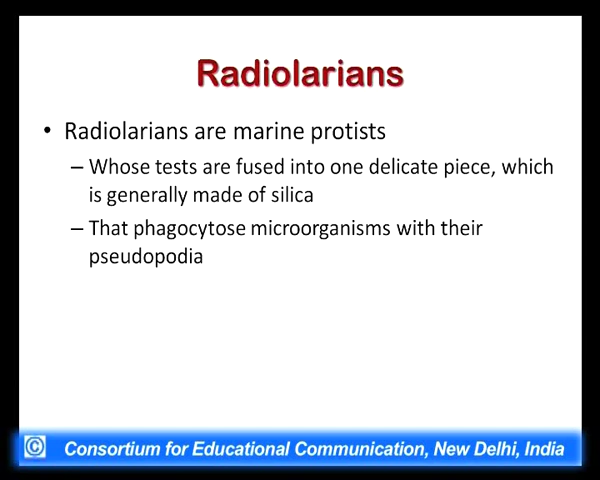 Radiolarians
• Radiolarians are marine protists
– Whose tests are fused into one delicate piece, which
is generally made of silica
– That phagocytose microorganisms with their
pseudopodia
© Consortium for Educational Communication, New Delhi, India